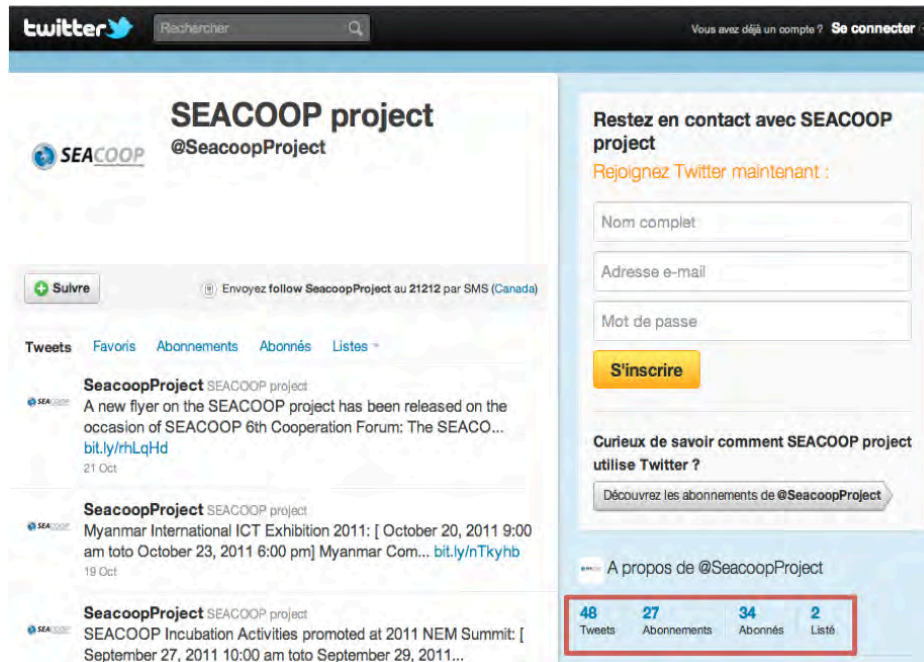 twitter
Rechercher
Vous avez déjà un compte ? Se connecter
SEACOOP
SEACOOP project
@SeacoopProject
Suivre
Envoyez follow SeacoopProject au 21212 par SMS (Canada)
Tweets Favoris Abonnements Abonnés Listes
SeacoopProject SEACOOP project
A new flyer on the SEACOOP project has been released on the
occasion of SEACOOP 6th Cooperation Forum: The SEACO...
bit.ly/rhLqHd
21 Oct
SeacoopProject SEACOOP project
Myanmar International ICT Exhibition 2011: [ October 20, 2011 9:00
am toto October 23, 2011 6:00 pm] Myanmar Com... bit.ly/nTkyhb
19 Oct
SeacoopProject SEACOOP project
SEACOOP Incubation Activities promoted at 2011 NEM Summit: [
September 27, 2011 10:00 am toto September 29, 2011...
Restez en contact avec SEACOOP
project
Rejoignez Twitter maintenant :
Nom complet
Adresse e-mail
Mot de passe
S'inscrire
Curieux de savoir comment SEACOOP project
utilise Twitter ?
Découvrez les abonnements de @SeacoopProject
A propos de @SeacoopProject
48 27 34 2
Tweets Abonnements Abonnés Listé